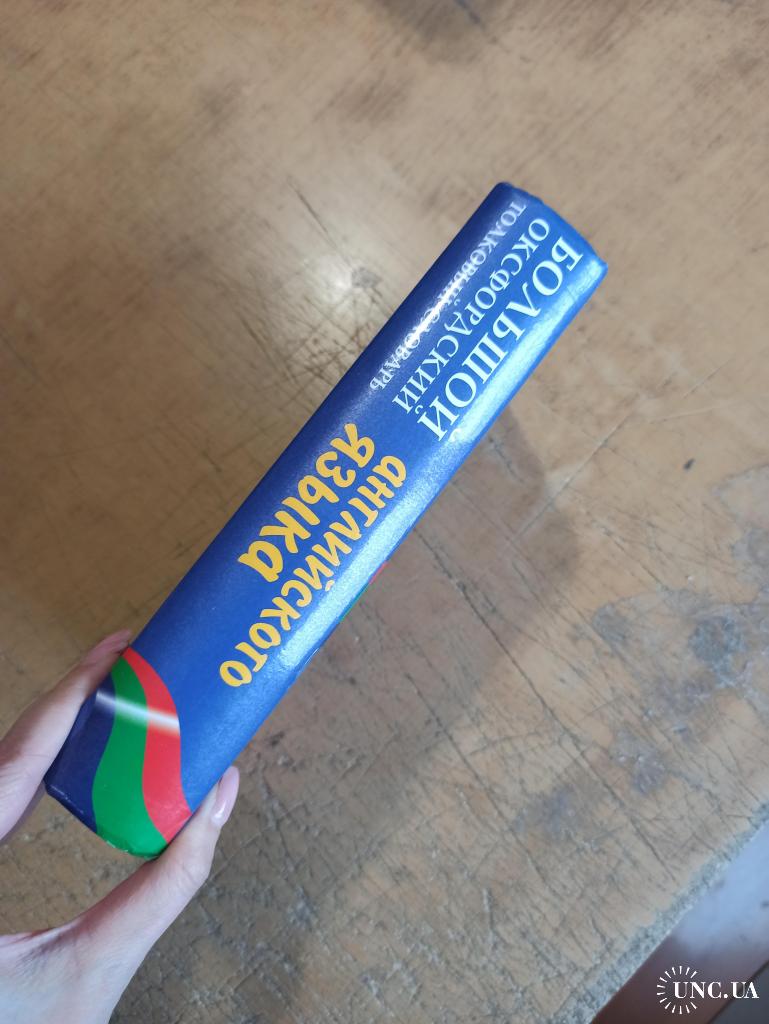 БОЛЬШОЙ
ОКСФОРДСКИЙ
ТОЛКОВЫЙ СЛОВАРЬ
английского
языка
UNC.UA